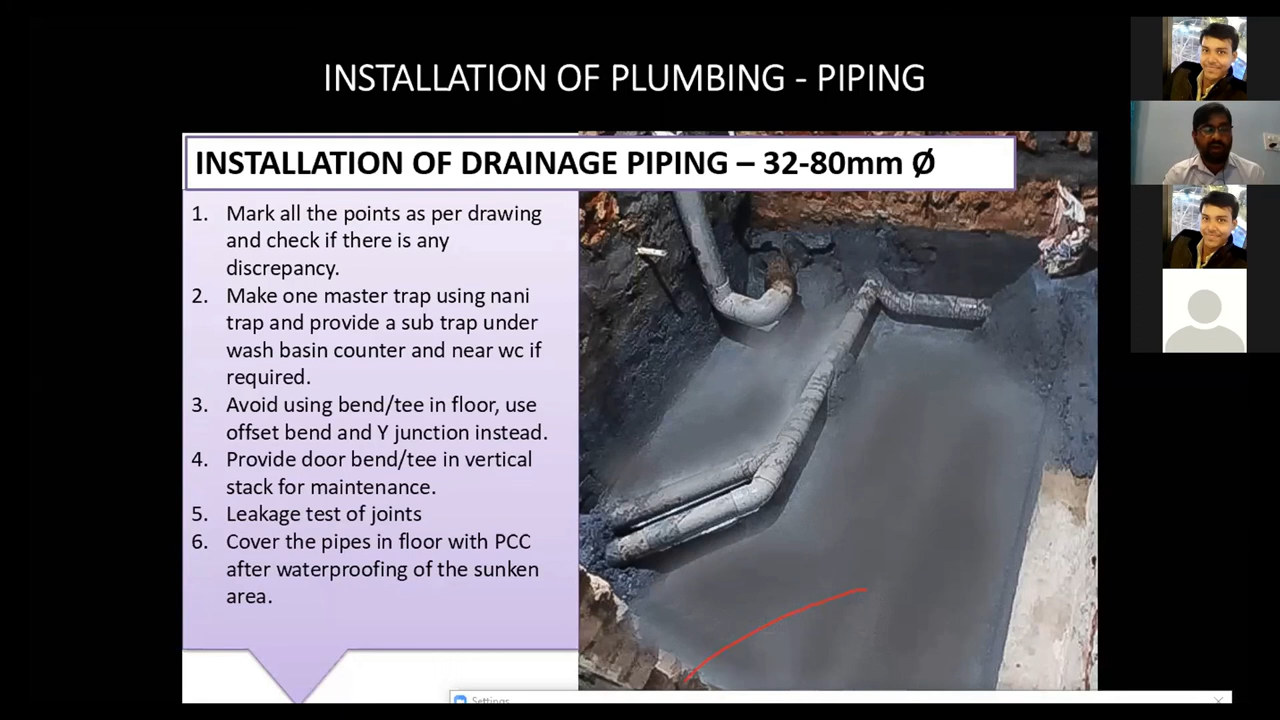 INSTALLATION OF PLUMBING - PIPING
INSTALLATION OF DRAINAGE PIPING – 32-80mm Ø
1. Mark all the points as per drawing
and check if there is any
discrepancy.
2. Make one master trap using nani
trap and provide a sub trap under
wash basin counter and near wc if
required.
3. Avoid using bend/tee in floor, use
offset bend and Y junction instead.
4. Provide door bend/tee in vertical
stack for maintenance.
5. Leakage test of joints
6. Cover the pipes in floor with PCC
after waterproofing of the sunken
area.
Settings